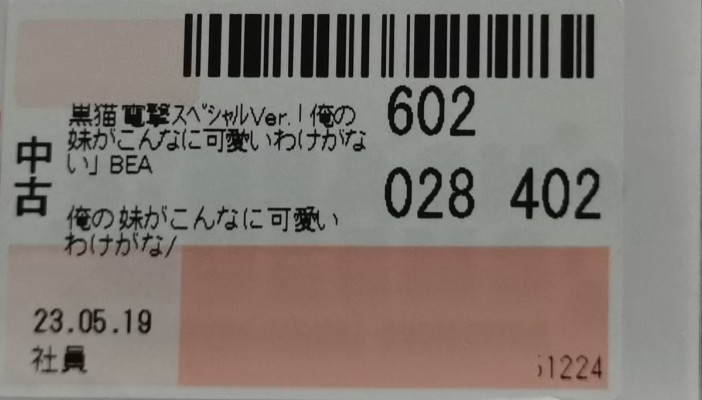 602
黒猫 電撃スペシャルVer.「俺の
妹がこんなに可愛いわけがな
い」BEA
028 402
中古
俺の妹がこんなに可愛い
わけがな/
23.05.19
社員
51224